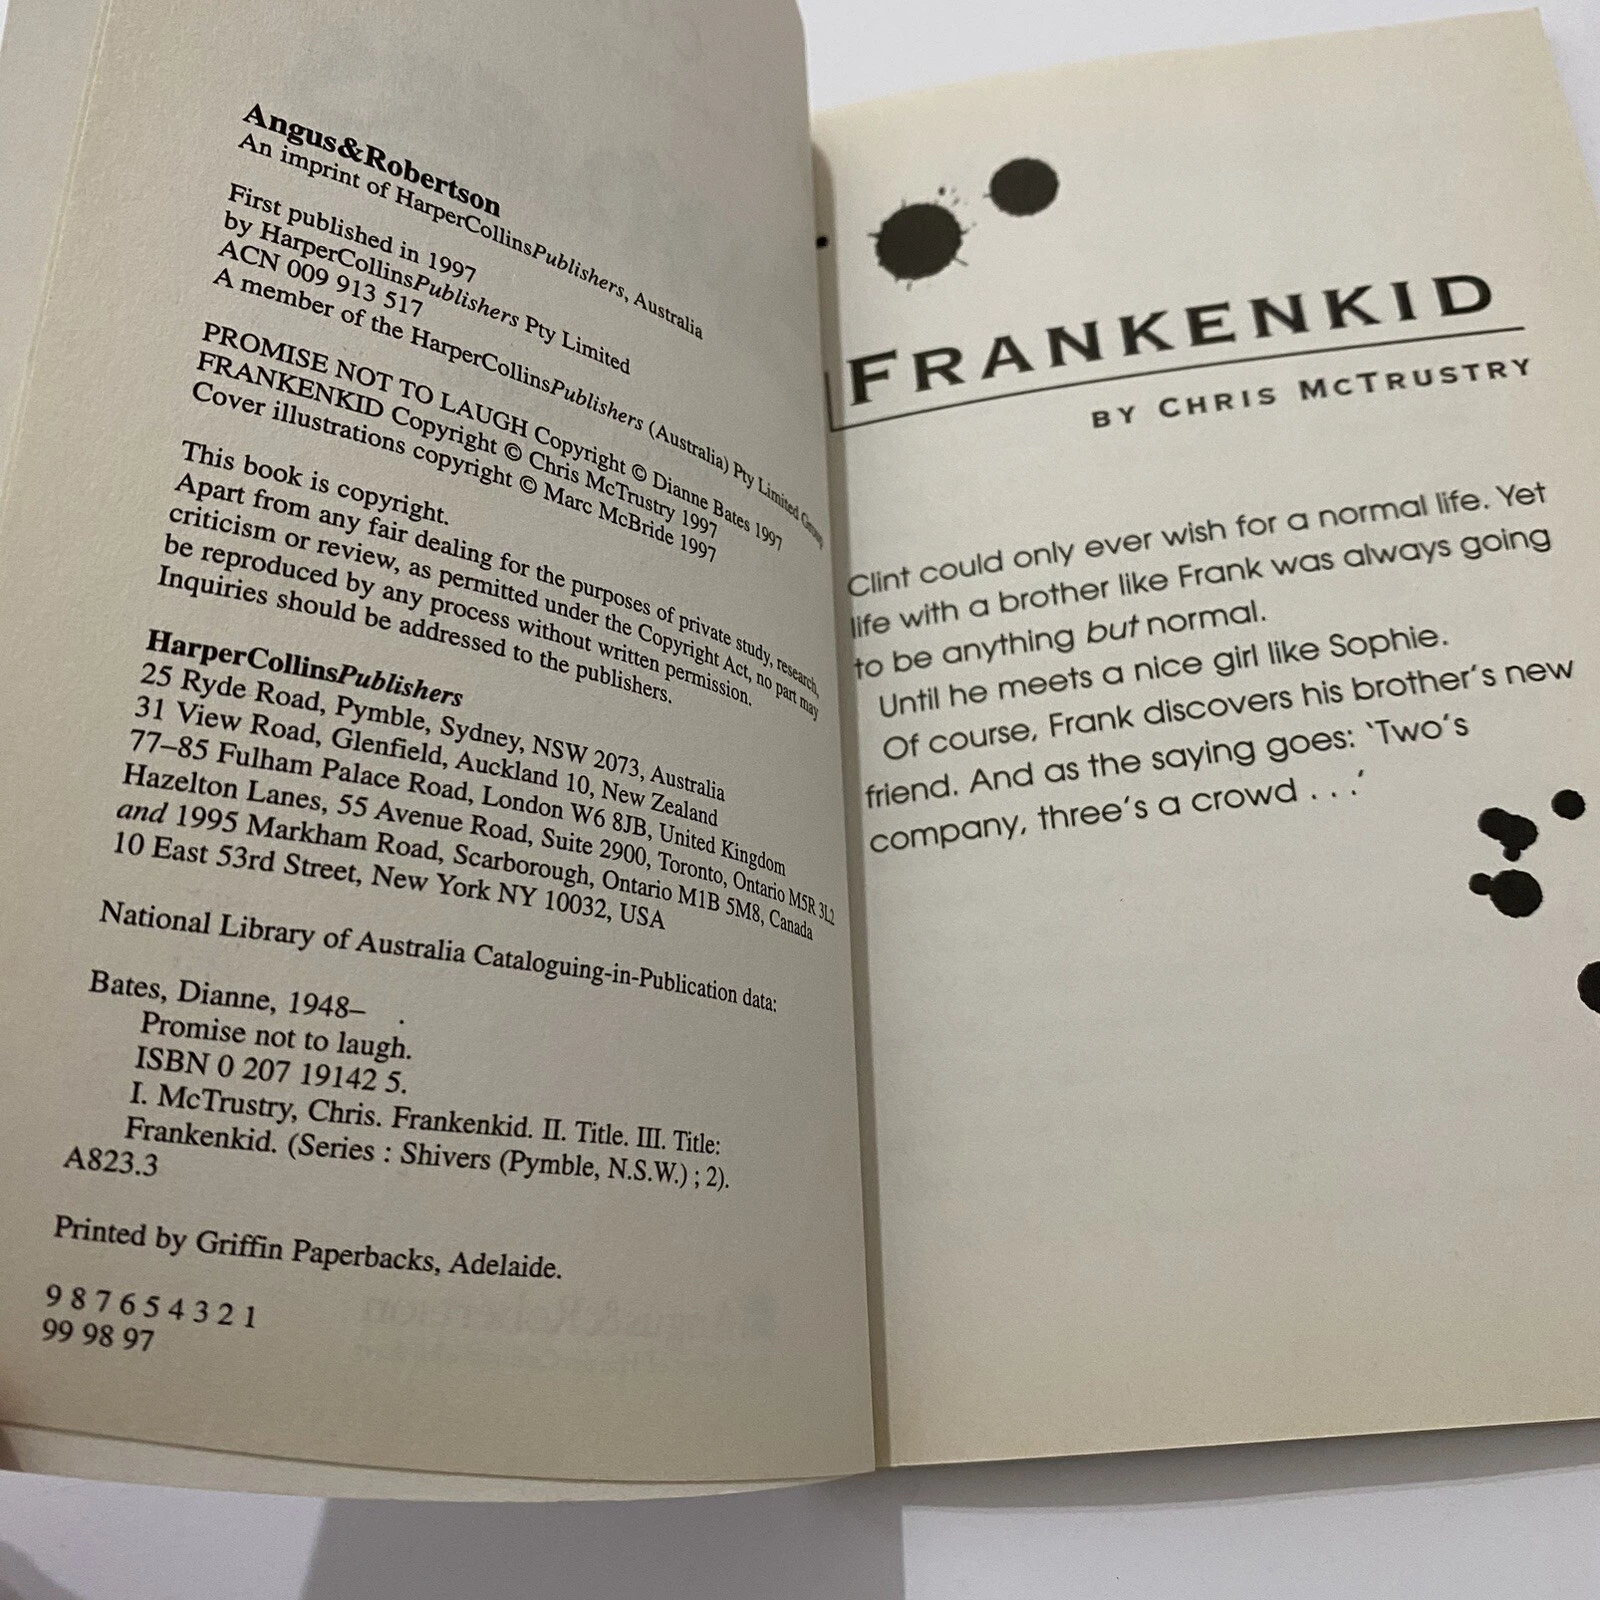 Angus&Robertson
An imprint of HarperCollinsPublishers, Australia
First published in 1997
by HarperCollinsPublishers Pty Limited
ACN 009 913 517
A member of the HarperCollinsPublishers (Australia) Pty Limited Group
PROMISE NOT TO LAUGH Copyright © Dianne Bates 1997
FRANKENKID Copyright © Chris McTrustry 1997
Cover illustrations copyright © Marc McBride 1997
This book is copyright.
Apart from any fair dealing for the purposes of private study, research,
criticism or review, as permitted under the Copyright Act, no part may
be reproduced by any process without written permission.
Inquiries should be addressed to the publishers.
HarperCollinsPublishers
25 Ryde Road, Pymble, Sydney, NSW 2073, Australia
31 View Road, Glenfield, Auckland 10, New Zealand
77–85 Fulham Palace Road, London W6 8JB, United Kingdom
Hazelton Lanes, 55 Avenue Road, Suite 2900, Toronto, Ontario M5R 3L2
and 1995 Markham Road, Scarborough, Ontario M1B 5M8, Canada
10 East 53rd Street, New York NY 10032, USA
National Library of Australia Cataloguing-in-Publication data:
Bates, Dianne, 1948–
Promise not to laugh.
ISBN 0 207 19142 5.
I. McTrustry, Chris. Frankenkid. II. Title. III. Title:
Frankenkid. (Series : Shivers (Pymble, N.S.W.) ; 2).
A823.3
Printed by Griffin Paperbacks, Adelaide.
9 8 7 6 5 4 3 2 1
99 98 97
FRANKENKID
BY CHRIS MCTRUSTRY
Clint could only ever wish for a normal life. Yet
life with a brother like Frank was always going
to be anything but normal.
Until he meets a nice girl like Sophie.
Of course, Frank discovers his brother's new
friend. And as the saying goes: 'Two's
company, three's a crowd . . .'